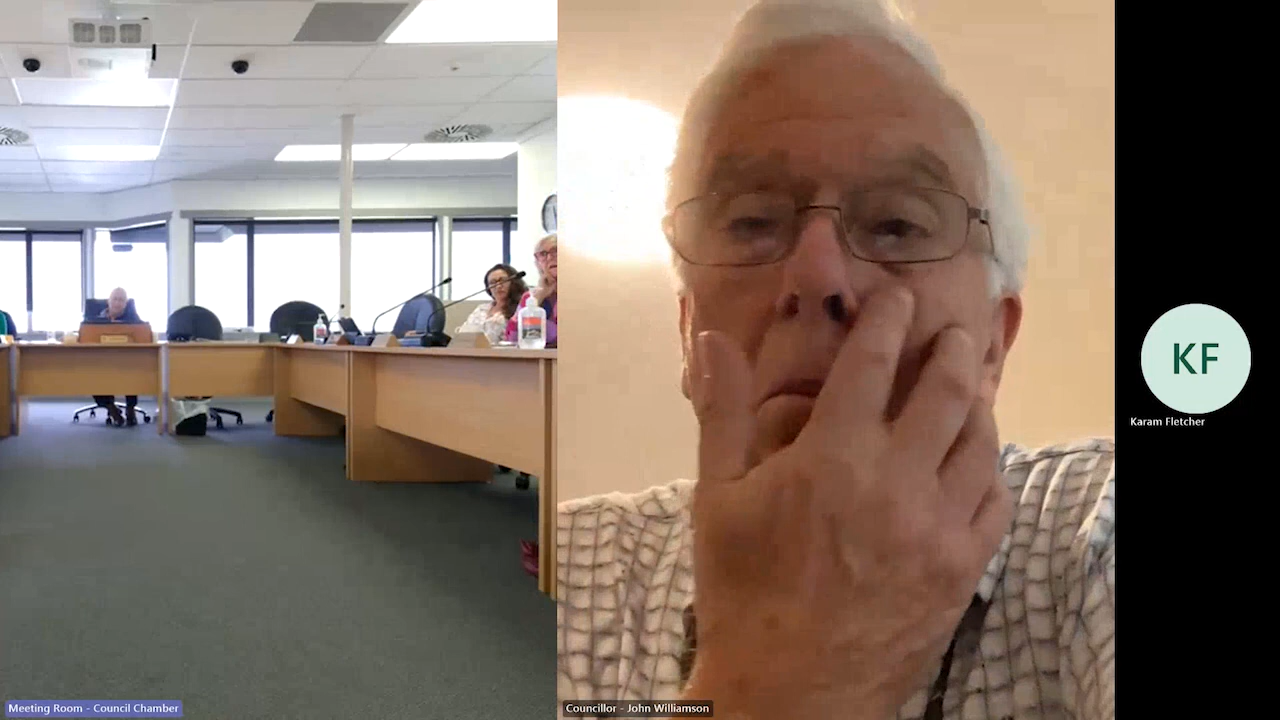 KF
Karam Fletcher
Meeting Room - Council Chamber
Councillor - John Williamson